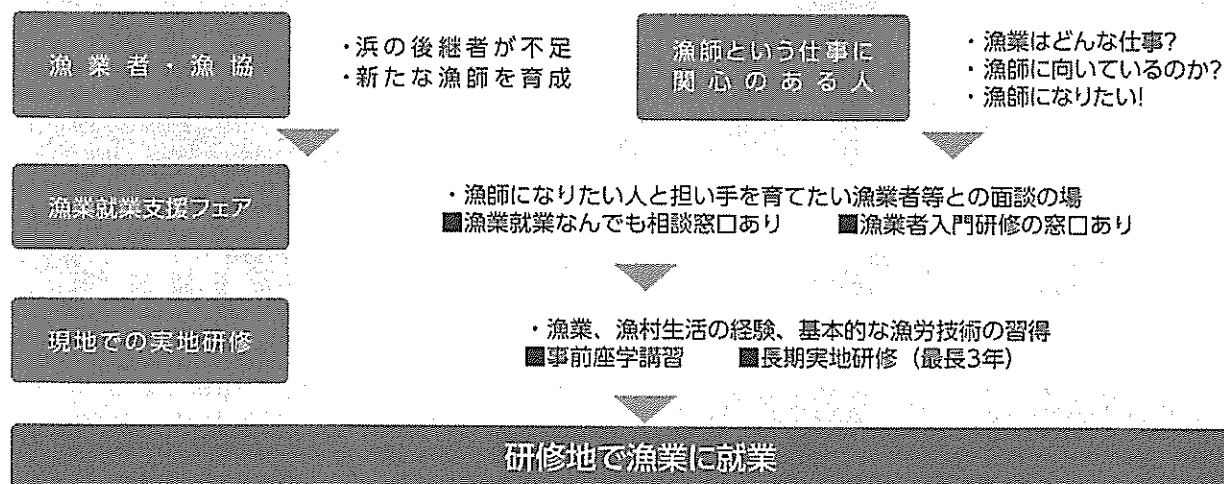 漁業者・漁協
・浜の後継者が不足
・新たな漁師を育成
漁師という仕事に
関心のある人
・漁業はどんな仕事?
・漁師に向いているのか?
・漁師になりたい!
漁業就業支援フェア
・漁師になりたい人と担い手を育てたい漁業者等との面談の場
■漁業就業なんでも相談窓口あり ■漁業者入門研修の窓口あり
現地での実地研修
・漁業、漁村生活の経験、基本的な漁労技術の習得
■事前座学講習 ■長期実地研修（最長3年）
研修地で漁業に就業